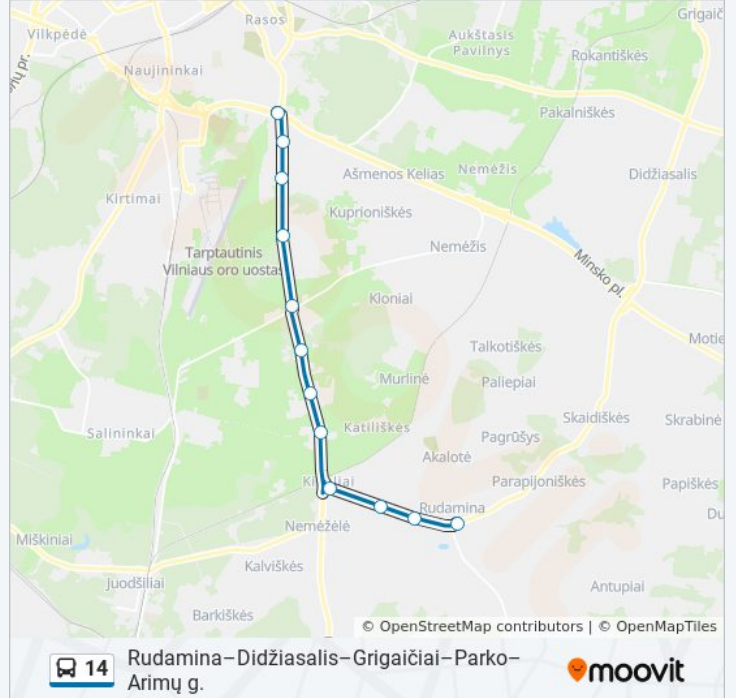 Rasos
Grigaič
Vilkpėdė
Aukštasis
Pavilnys
Rokantiškės
Naujininkai
Pakalniškės
Ašmenos Kelias
Nemėžis
Didžiasalis
Kirtimai
Kuprioniškės
Tarptautinis
Vilniaus oro uostas
Nemėžis
Minsko pl.
Kloniai
Talkotiškės
Motie
Murlinė
Paliepiai
Skaidiškės
Skrabinė
Salininkai
Katiliškės
Pagrūšys
Akalotė
Parapijoniškės
Papiškės
Rudamina
Du
Nemėžėlė
Miškiniai
Kalviškės
Juodšiliai
Antupiai
Barkiškės
© OpenStreetMap contributors | © OpenMapTiles
14
Rudamina–Didžiasalis–Grigaičiai–Parko–
Arimų g.
moovit